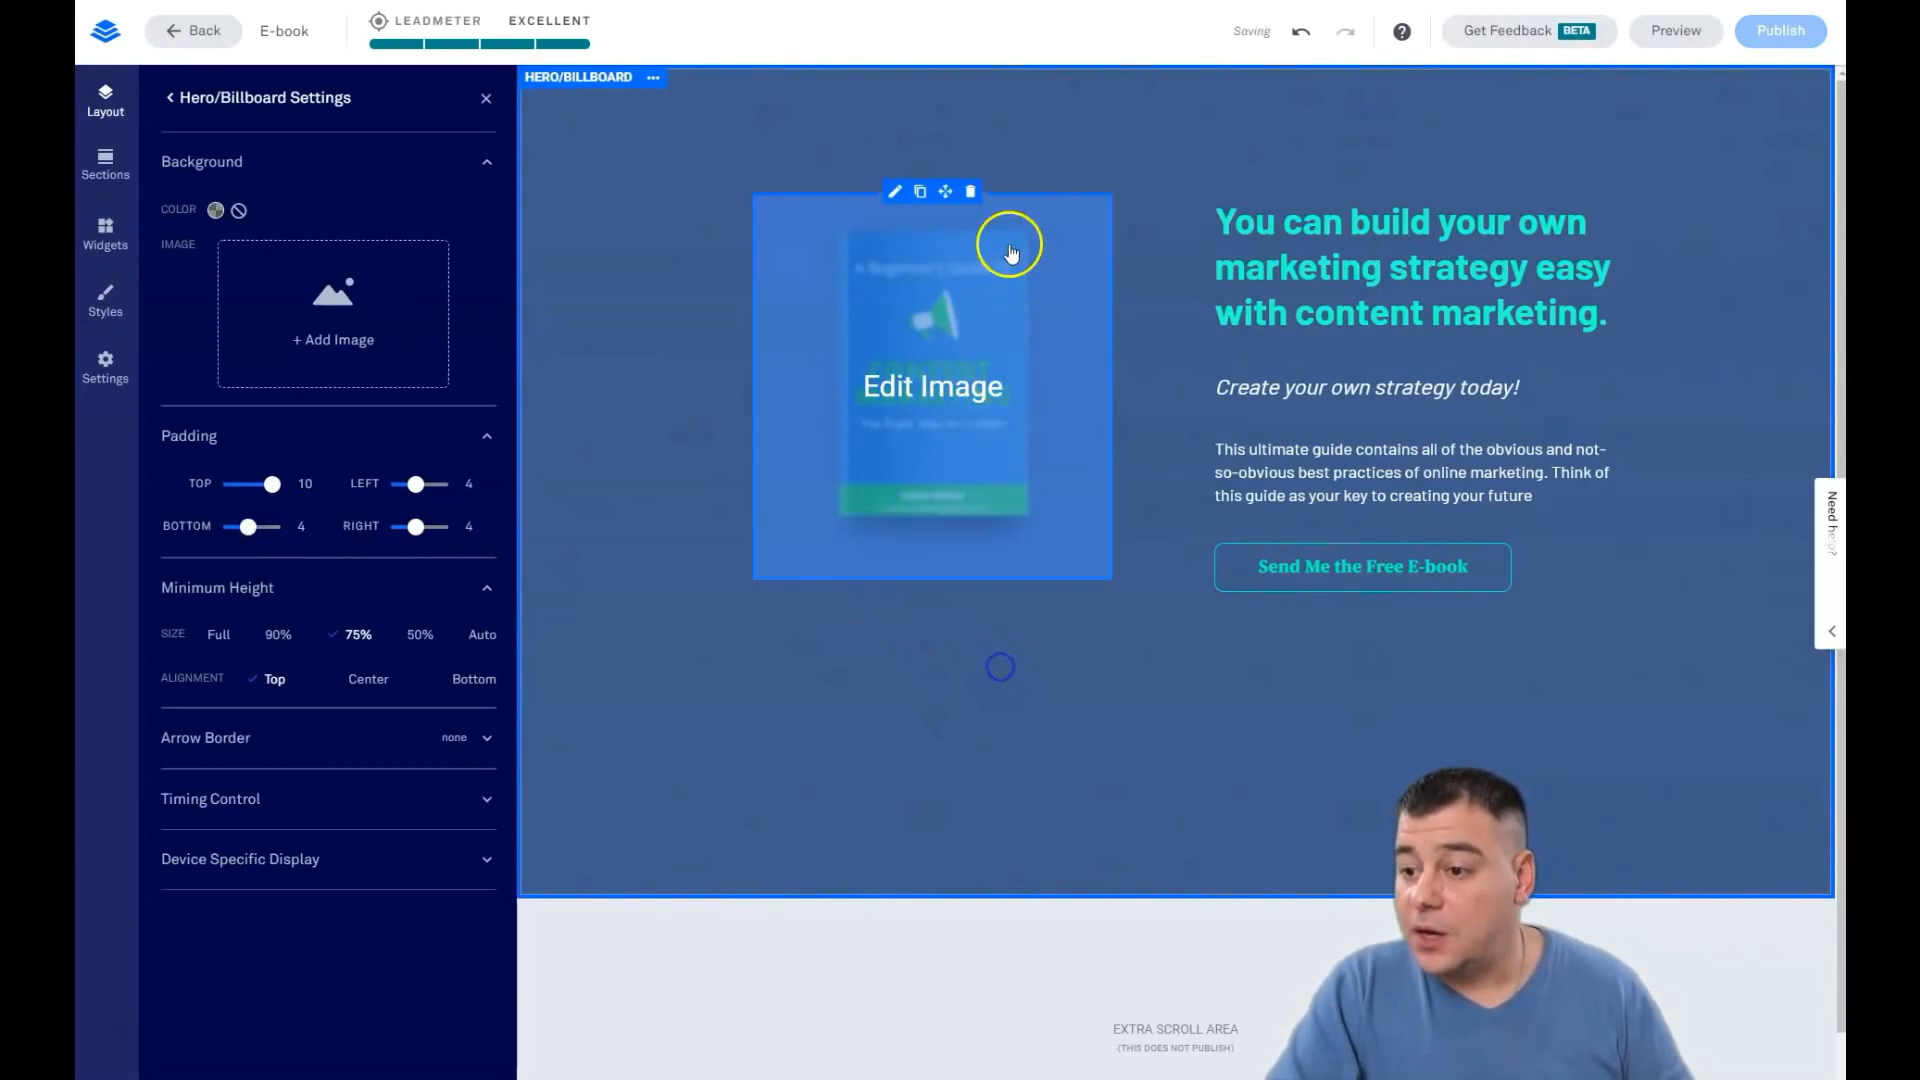 Back
E-book
LEADMETER EXCELLENT
Saving
Get Feedback BETA
Preview
Publish
Layout
Sections
Widgets
Styles
Settings
Hero/Billboard Settings
Background
COLOR
IMAGE
+ Add Image
Padding
TOP 10 LEFT 4
BOTTOM 4 RIGHT 4
Minimum Height
SIZE Full 90% 75% 50% Auto
ALIGNMENT Top Center Bottom
Arrow Border none
Timing Control
Device Specific Display
HERO/BILLBOARD
A Beginner's
CONTENT
Edit Image
You can build your own
marketing strategy easy
with content marketing.
Create your own strategy today!
This ultimate guide contains all of the obvious and not-
so-obvious best practices of online marketing. Think of
this guide as your key to creating your future
Send Me the Free E-book
Need help?
EXTRA SCROLL AREA
(THIS DOES NOT PUBLISH)